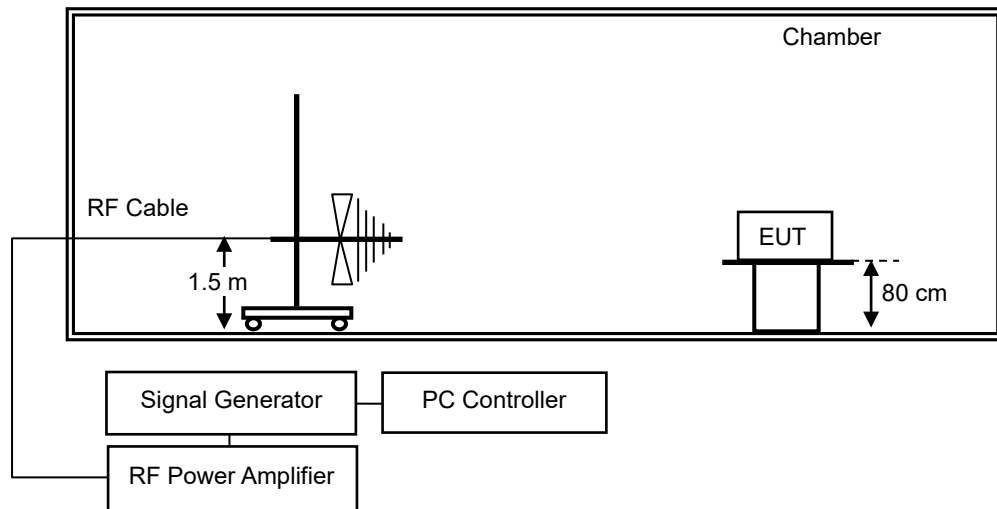 Chamber
RF Cable
EUT
1.5 m
80 cm
Signal Generator
PC Controller
RF Power Amplifier